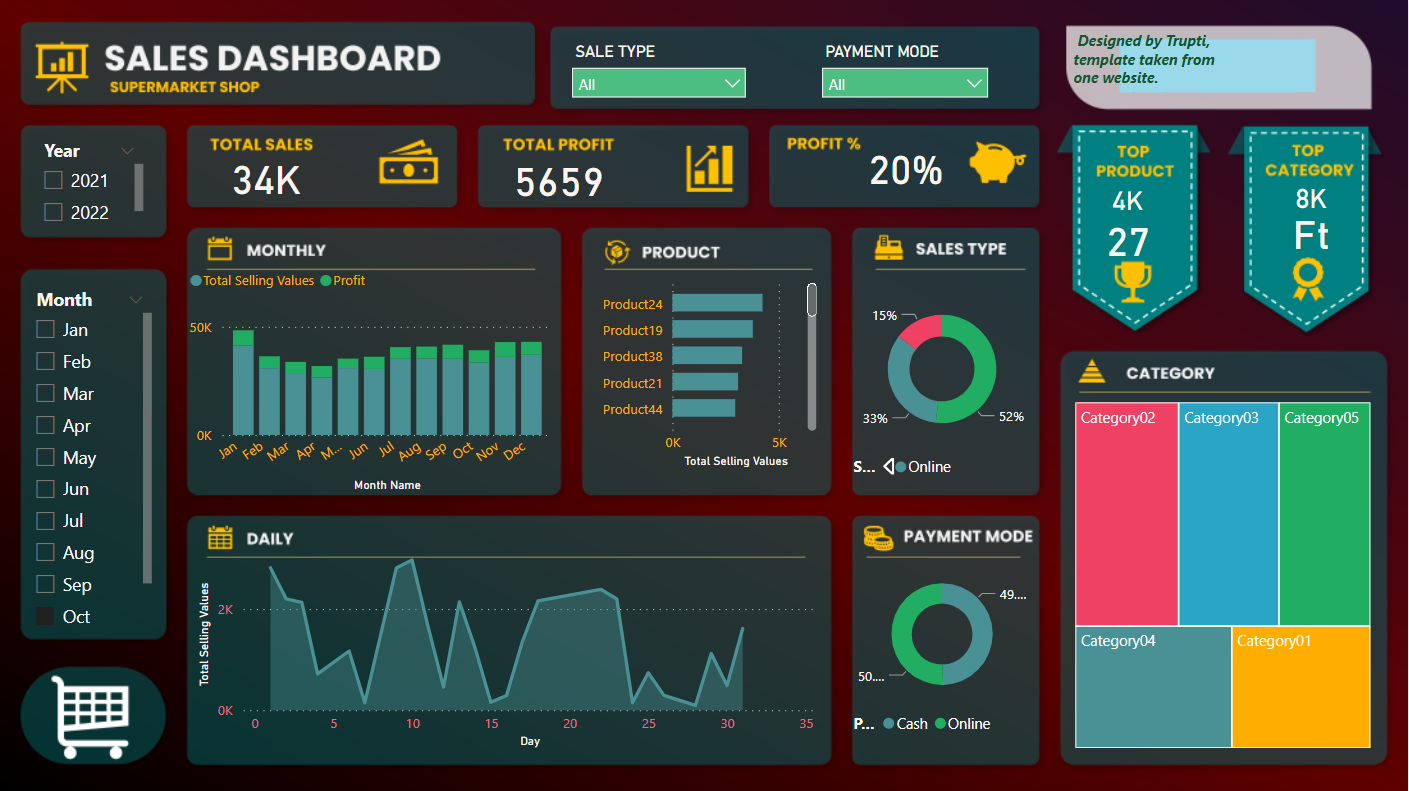 SALES DASHBOARD
SUPERMARKET SHOP
SALE TYPE
All
PAYMENT MODE
All
Designed by Trupti,
template taken from
one website.
Year
2021
2022
TOTAL SALES
34K
TOTAL PROFIT
5659
PROFIT %
20%
TOP
PRODUCT
4K
27
TOP
CATEGORY
8K
Ft
Month
Jan
Feb
Mar
Apr
May
Jun
Jul
Aug
Sep
Oct
MONTHLY
Total Selling Values Profit
50K
0K
Jan Feb Mar Apr M... Jun Jul Aug Sep Oct Nov Dec
Month Name
PRODUCT
Product24
Product19
Product38
Product21
Product44
0K 5K
Total Selling Values
SALES TYPE
15%
33%
52%
S... Online
DAILY
Total Selling Values
2K
0K
0 5 10 15 20 25 30 35
Day
PAYMENT MODE
49....
50....
P... Cash Online
CATEGORY
Category02
Category03
Category05
Category04
Category01